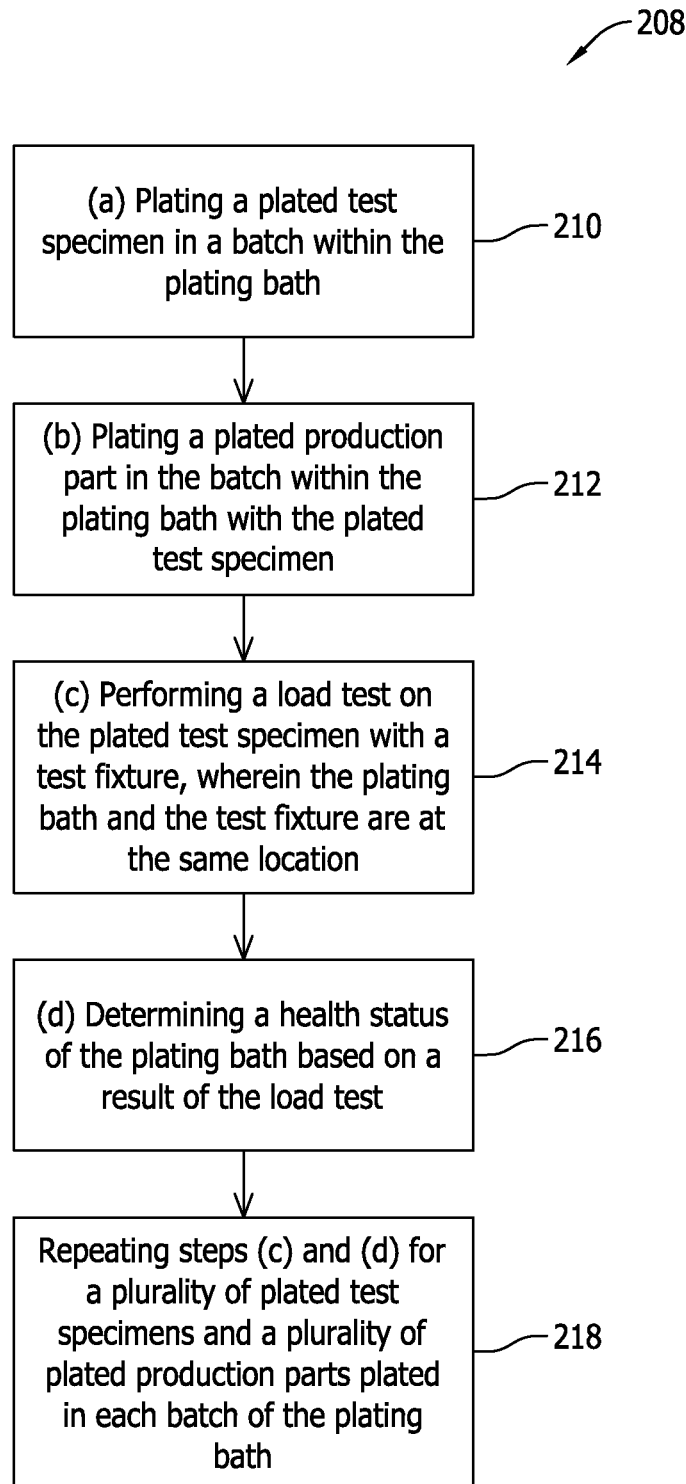 208
(a) Plating a plated test
specimen in a batch within the
plating bath
210
(b) Plating a plated production
part in the batch within the
plating bath with the plated
test specimen
212
(c) Performing a load test on
the plated test specimen with a
test fixture, wherein the plating
bath and the test fixture are at
the same location
214
(d) Determining a health status
of the plating bath based on a
result of the load test
216
Repeating steps (c) and (d) for
a plurality of plated test
specimens and a plurality of
plated production parts plated
in each batch of the plating
bath
218